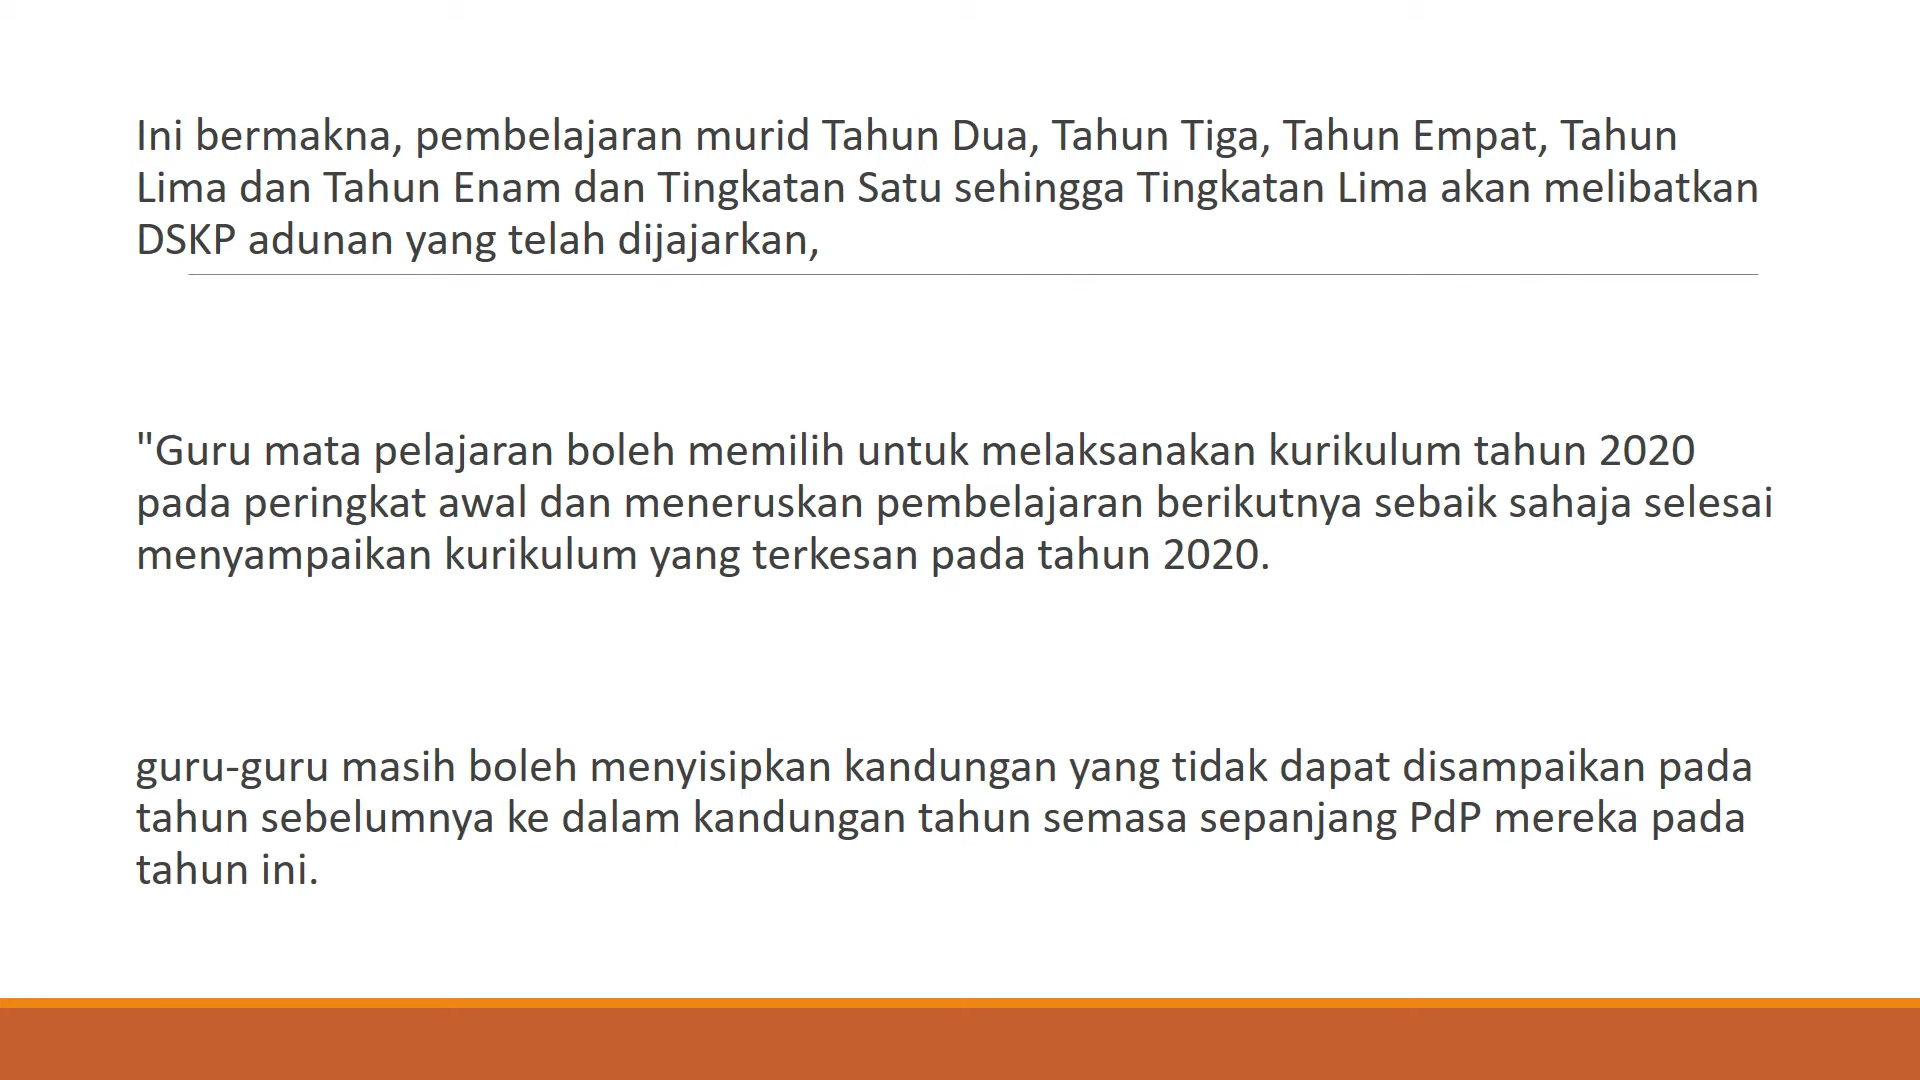 Ini bermakna, pembelajaran murid Tahun Dua, Tahun Tiga, Tahun Empat, Tahun
Lima dan Tahun Enam dan Tingkatan Satu sehingga Tingkatan Lima akan melibatkan
DSKP adunan yang telah dijajarkan,
"Guru mata pelajaran boleh memilih untuk melaksanakan kurikulum tahun 2020
pada peringkat awal dan meneruskan pembelajaran berikutnya sebaik sahaja selesai
menyampaikan kurikulum yang terkesan pada tahun 2020.
guru-guru masih boleh menyisipkan kandungan yang tidak dapat disampaikan pada
tahun sebelumnya ke dalam kandungan tahun semasa sepanjang PdP mereka pada
tahun ini.